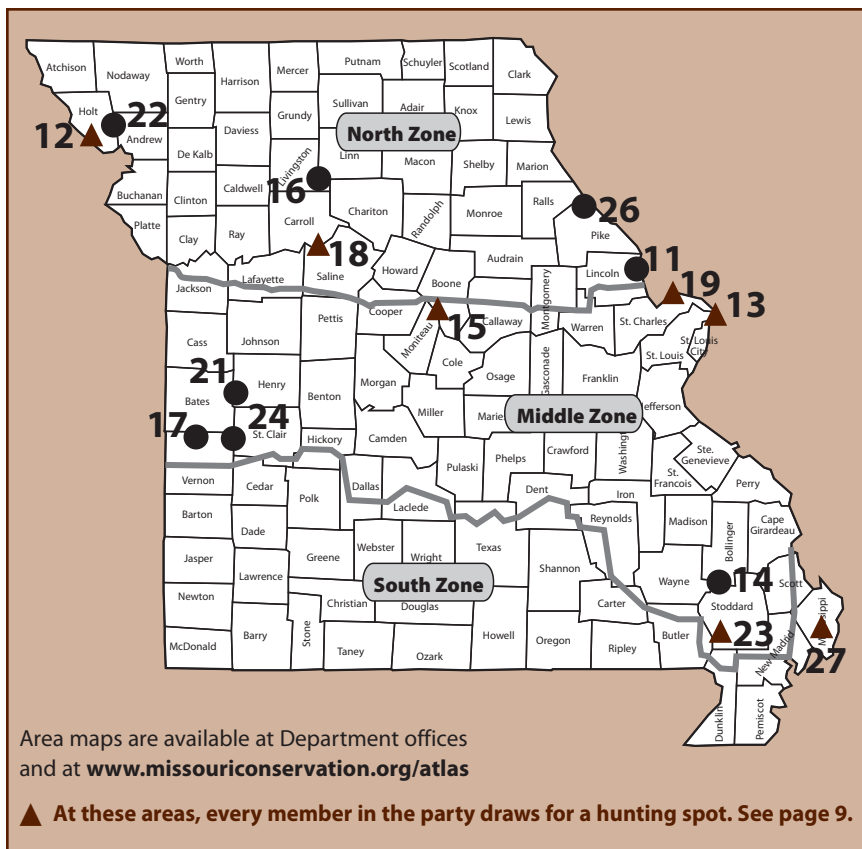 Atchison
Nodaway
Worth
Harrison
Mercer
Putnam
Schuyler
Scotland
Clark
Holt
22
12
Andrew
Gentry
De Kalb
Daviess
Grundy
Sullivan
Adair
Knox
Lewis
North Zone
Livingston
Linn
Macon
Shelby
Marion
16
Buchanan
Clinton
Caldwell
Platte
Clay
Ray
Carroll
Chariton
Randolph
Monroe
Ralls
26
Pike
18
Saline
Howard
Boone
Audrain
Montgomery
Lincoln
11
19
13
Jackson
Lafayette
Pettis
Cooper
Moniteau
15
Callaway
Warren
St. Charles
St. Louis
City
St. Louis
Cass
Johnson
Cole
Osage
Gasconade
Franklin
Jefferson
21
Henry
Bates
Benton
Morgan
Miller
Middle Zone
17
24
St. Clair
Hickory
Camden
Pulaski
Phelps
Crawford
St.
Francois
Ste.
Genevieve
Perry
Vernon
Cedar
Polk
Dallas
Laclede
Dent
Iron
Reynolds
Madison
Bollinger
Cape
Girardeau
Barton
Dade
Jasper
Lawrence
Greene
Webster
Wright
Texas
Shannon
Wayne
14
Scott
South Zone
Newton
Christian
Douglas
Carter
Stoddard
23
27
McDonald
Barry
Stone
Taney
Ozark
Howell
Oregon
Ripley
Butler
New Madrid
Dunklin
Pemiscot
Area maps are available at Department offices
and at www.missouriconservation.org/atlas
At these areas, every member in the party draws for a hunting spot. See page 9.